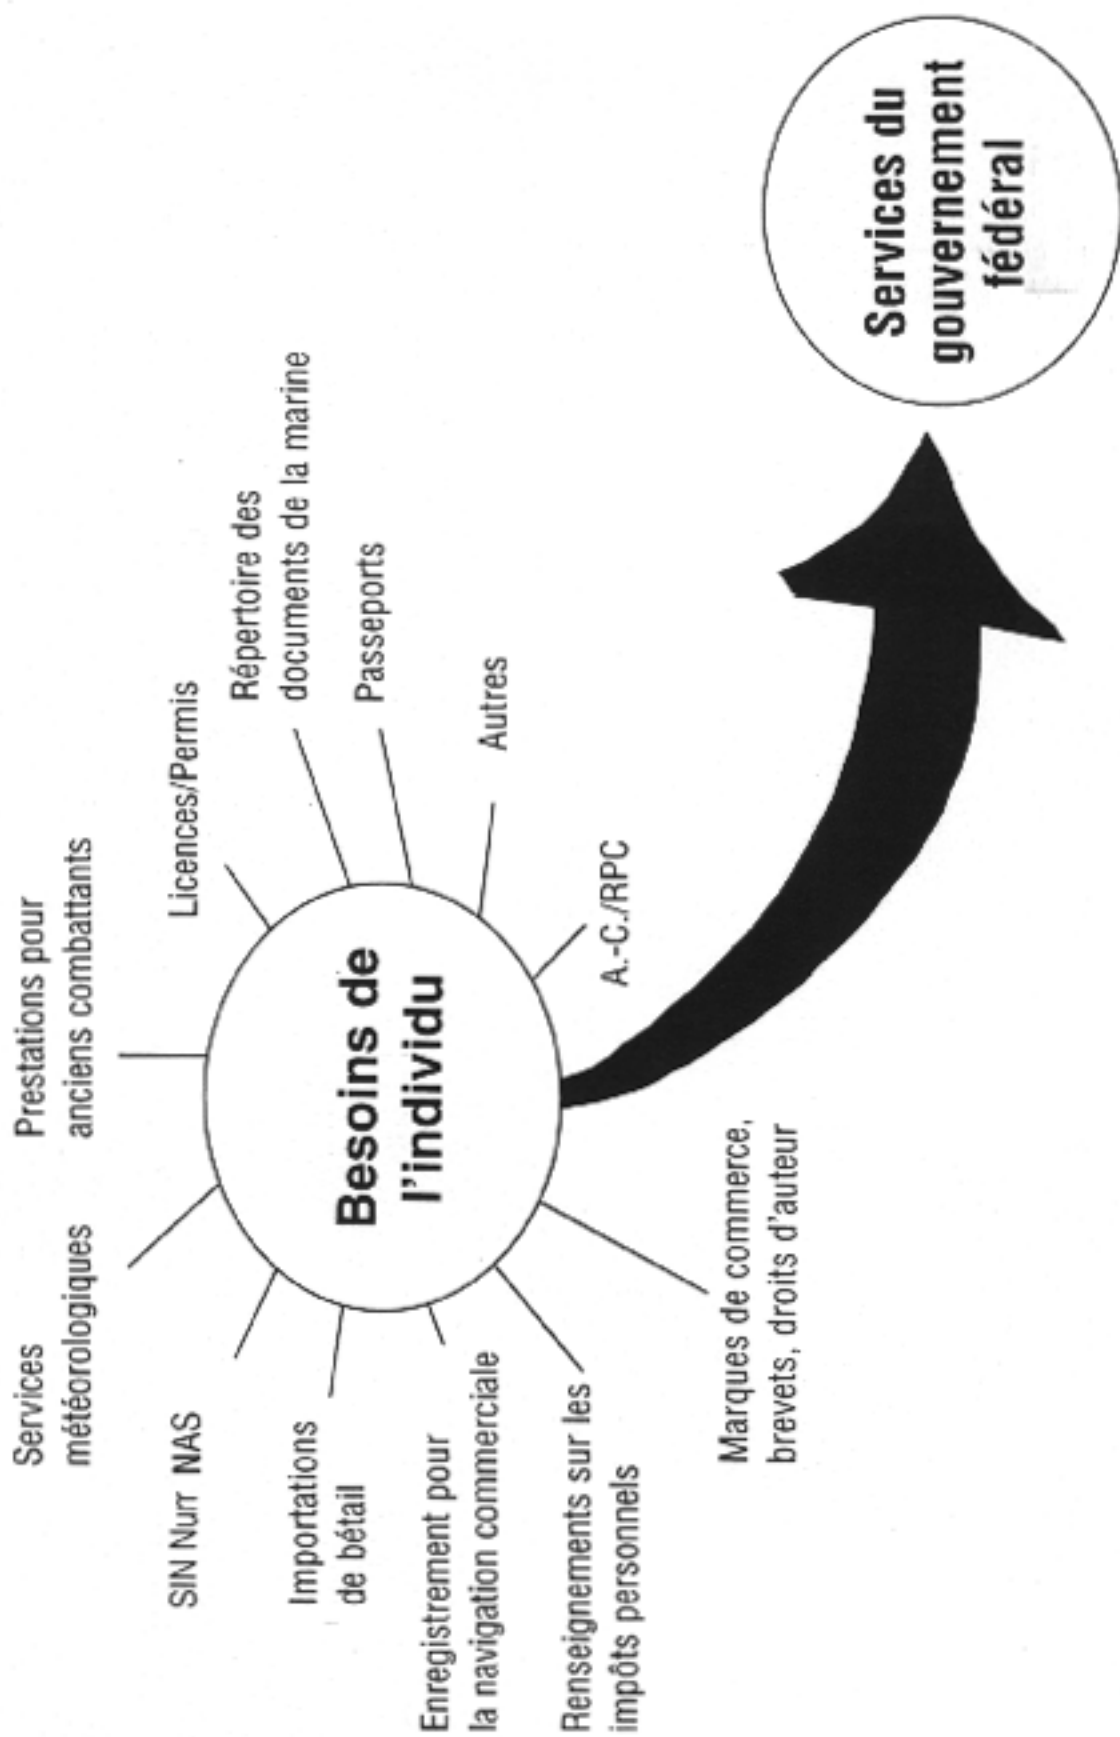 Services
météorologiques
Prestations pour
anciens combattants
SIN Nurr NAS
Licences/Permis
Importations
de bétail
Répertoire des
documents de la marine
Besoins de
l'individu
Passeports
Enregistrement pour
la navigation commerciale
Autres
Renseignements sur les
impôts personnels
A.-C./RPC
Marques de commerce,
brevets, droits d'auteur
Services du
gouvernement
fédéral